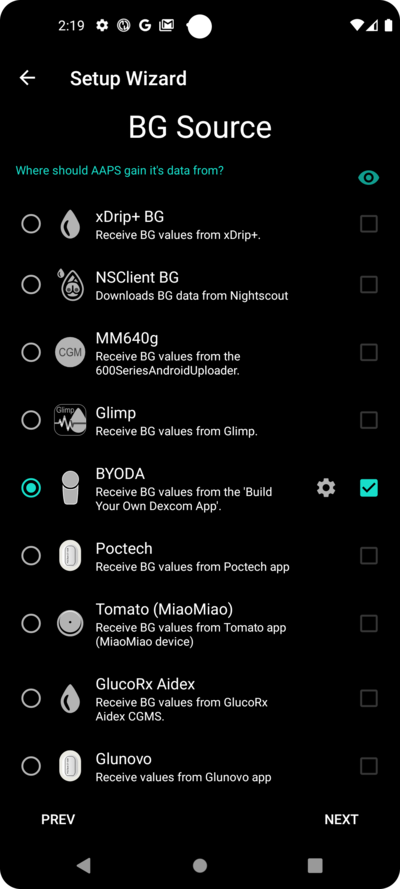 2:19
Setup Wizard
BG Source
Where should AAPS gain it's data from?
xDrip+ BG
Receive BG values from xDrip+.
NSClient BG
Downloads BG data from Nightscout
MM640g
CGM
Receive BG values from the
600SeriesAndroidUploader.
Glimp
Glimp
Receive BG values from Glimp.
BYODA
Receive BG values from the 'Build
Your Own Dexcom App'.
Poctech
Receive BG values from Poctech app
Tomato (MiaoMiao)
Receive BG values from Tomato app
(MiaoMiao device)
GlucoRx Aidex
Receive BG values from GlucoRx
Aidex CGMS.
Glunovo
Receive values from Glunovo app
PREV
NEXT